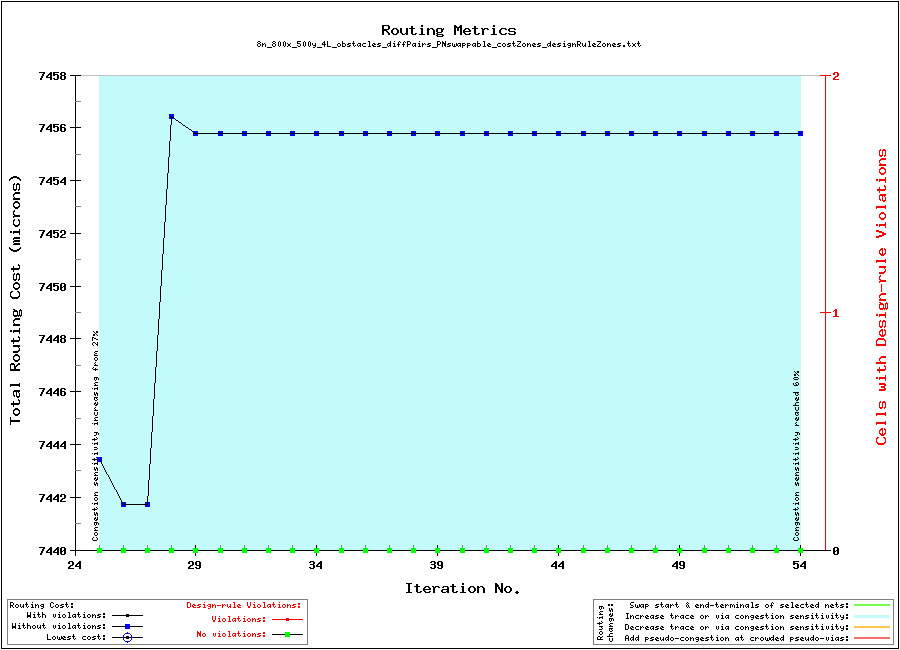 Routing Metrics
8n_800x_500y_4L_obstacles_diffPairs_PNswappable_costZones_designRuleZones.txt
Total Routing Cost (microns)
7458
7456
7454
7452
7450
7448
7446
7444
7442
7440
2
1
0
Cells with Design-rule Violations
Congestion sensitivity increasing from 27%
Congestion sensitivity reached 60%
24
29
34
39
44
49
54
Iteration No.
Routing Cost:
With violations:
Without violations:
Lowest cost:
Design-rule Violations:
Violations:
No violations:
Routing changes:
Swap start & end-terminals of selected nets:
Increase trace or via congestion sensitivity:
Decrease trace or via congestion sensitivity:
Add pseudo-congestion at crowded pseudo-vias: